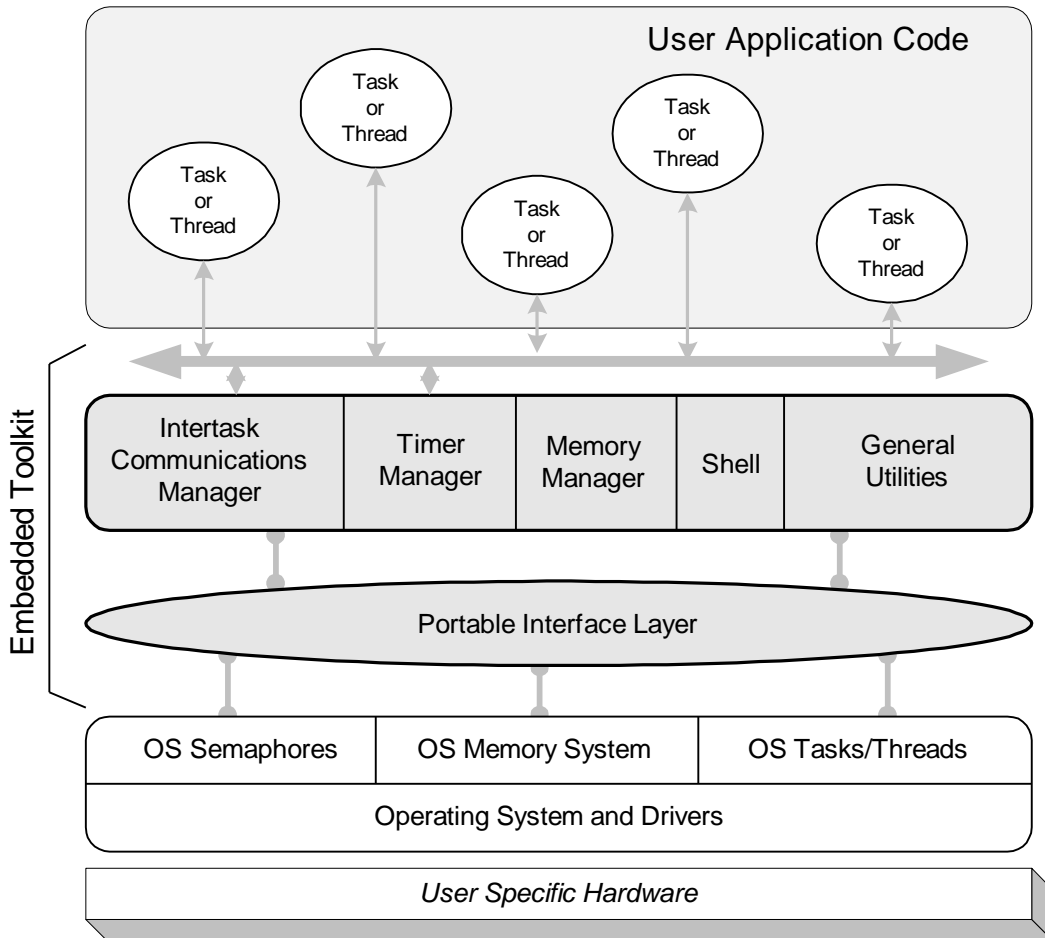 User Application Code
Task
or
Thread
Task
or
Thread
Task
or
Thread
Task
or
Thread
Task
or
Thread
Embedded Toolkit
Intertask
Communications
Manager
Timer
Manager
Memory
Manager
Shell
General
Utilities
Portable Interface Layer
OS Semaphores
OS Memory System
OS Tasks/Threads
Operating System and Drivers
User Specific Hardware